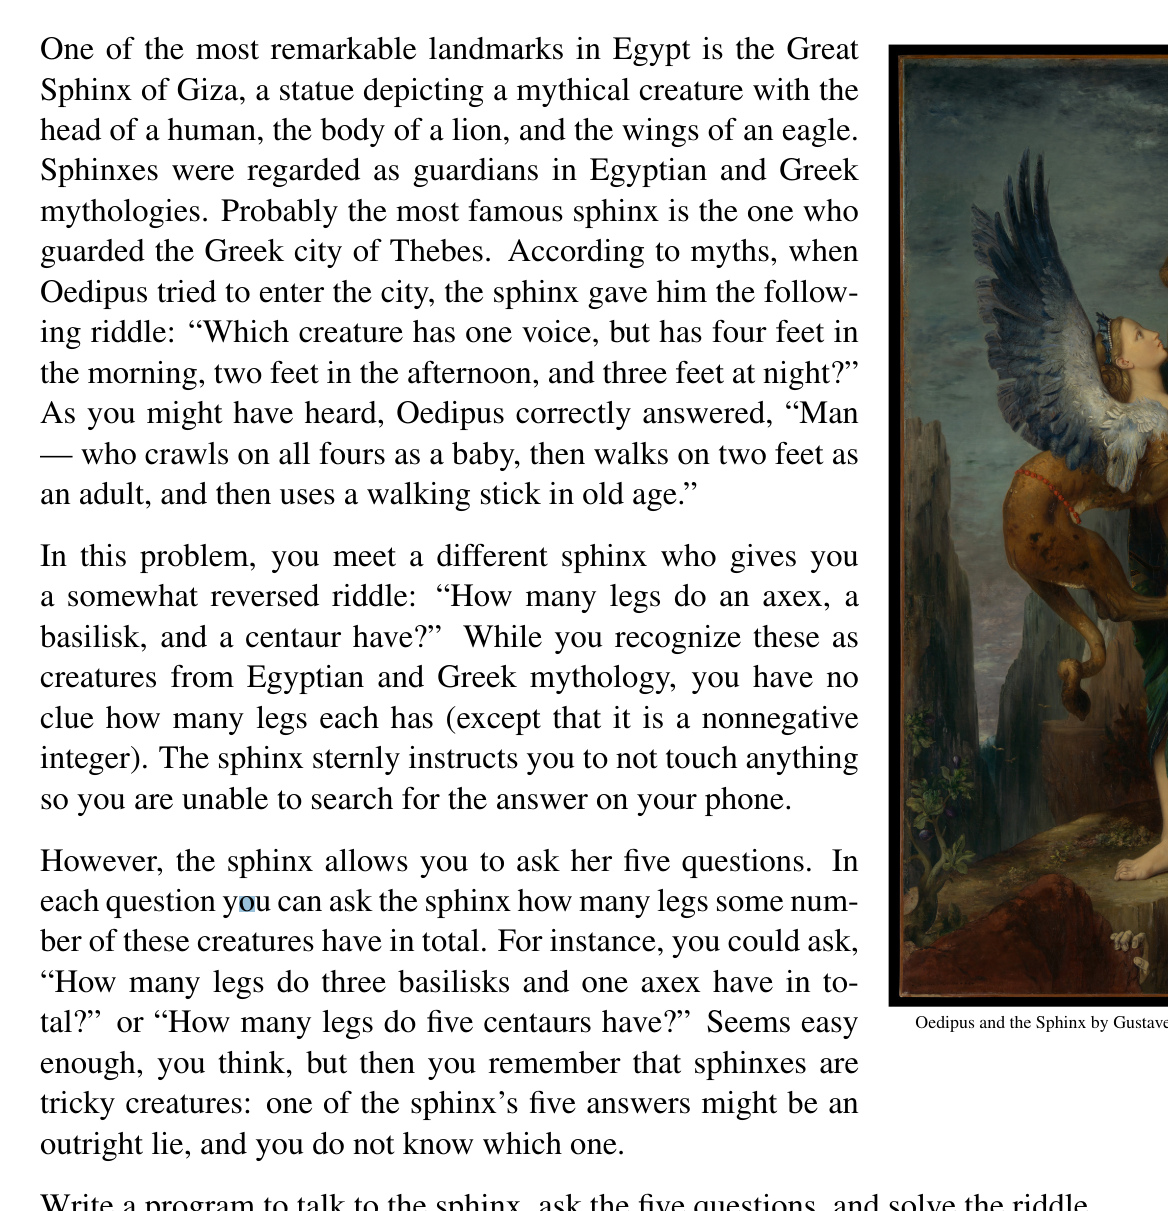 One of the most remarkable landmarks in Egypt is the Great
Sphinx of Giza, a statue depicting a mythical creature with the
head of a human, the body of a lion, and the wings of an eagle.
Sphinxes were regarded as guardians in Egyptian and Greek
mythologies. Probably the most famous sphinx is the one who
guarded the Greek city of Thebes. According to myths, when
Oedipus tried to enter the city, the sphinx gave him the follow-
ing riddle: “Which creature has one voice, but has four feet in
the morning, two feet in the afternoon, and three feet at night?”
As you might have heard, Oedipus correctly answered, “Man
— who crawls on all fours as a baby, then walks on two feet as
an adult, and then uses a walking stick in old age.”
In this problem, you meet a different sphinx who gives you
a somewhat reversed riddle: “How many legs do an axex, a
basilisk, and a centaur have?” While you recognize these as
creatures from Egyptian and Greek mythology, you have no
clue how many legs each has (except that it is a nonnegative
integer). The sphinx sternly instructs you to not touch anything
so you are unable to search for the answer on your phone.
However, the sphinx allows you to ask her five questions. In
each question you can ask the sphinx how many legs some num-
ber of these creatures have in total. For instance, you could ask,
“How many legs do three basilisks and one axex have in to-
tal?” or “How many legs do five centaurs have?” Seems easy
enough, you think, but then you remember that sphinxes are
tricky creatures: one of the sphinx’s five answers might be an
outright lie, and you do not know which one.
Oedipus and the Sphinx by Gustave
Write a program to talk to the sphinx, ask the five questions, and solve the riddle